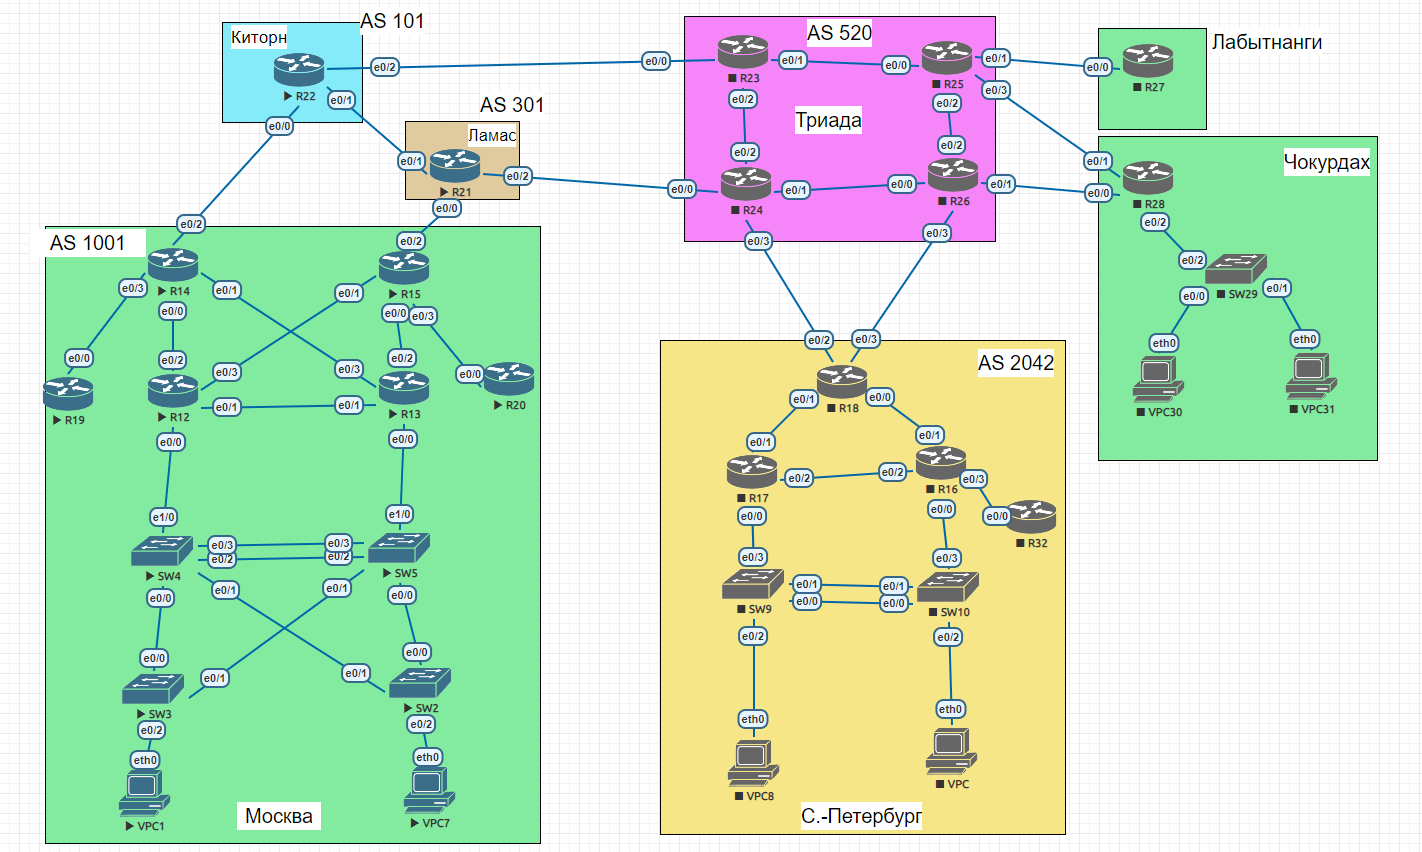 AS 101
Киторн
R22
e0/2
e0/1
e0/0
AS 301
Ламас
e0/1
R21
e0/2
e0/0
AS 520
e0/0
R23
e0/1
e0/2
e0/0
R25
e0/1
e0/3
e0/2
Триада
e0/2
e0/0
R24
e0/1
e0/3
e0/2
e0/0
R26
e0/1
e0/3
Лабытнанги
e0/0
R27
Чокурдах
e0/1
e0/0
R28
e0/2
e0/2
SW29
e0/0
e0/1
eth0
eth0
VPC30
VPC31
AS 1001
e0/2
R14
e0/3
e0/1
e0/0
e0/2
R15
e0/1
e0/0
e0/3
e0/0
R19
e0/2
e0/3
R12
e0/1
e0/0
e0/2
e0/3
e0/1
R13
e0/0
e0/0
R20
e1/0
SW4
e0/3
e0/2
e0/0
e0/1
e1/0
e0/3
e0/2
SW5
e0/1
e0/0
e0/0
e0/1
SW3
e0/2
e0/0
e0/1
SW2
e0/2
eth0
VPC1
eth0
VPC7
Москва
AS 2042
e0/2
e0/3
R18
e0/1
e0/0
e0/1
R17
e0/2
e0/0
e0/1
e0/2
R16
e0/3
e0/0
e0/0
R32
e0/3
SW9
e0/1
e0/0
e0/2
e0/3
e0/1
e0/0
SW10
e0/2
eth0
VPC8
eth0
VPC
С.-Петербург